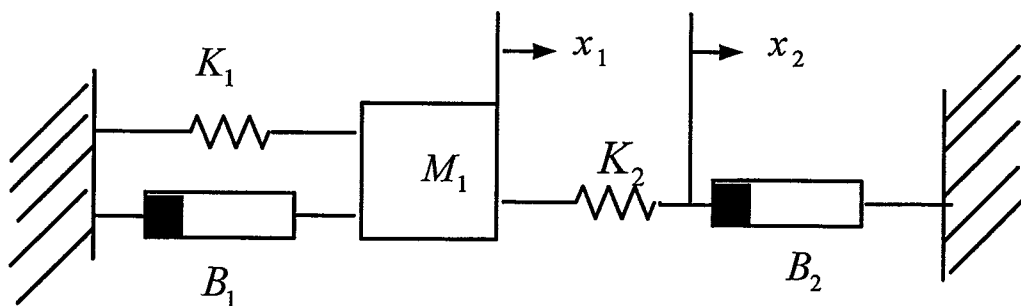 K₁
x₁
x₂
M₁
K₂
B₁
B₂